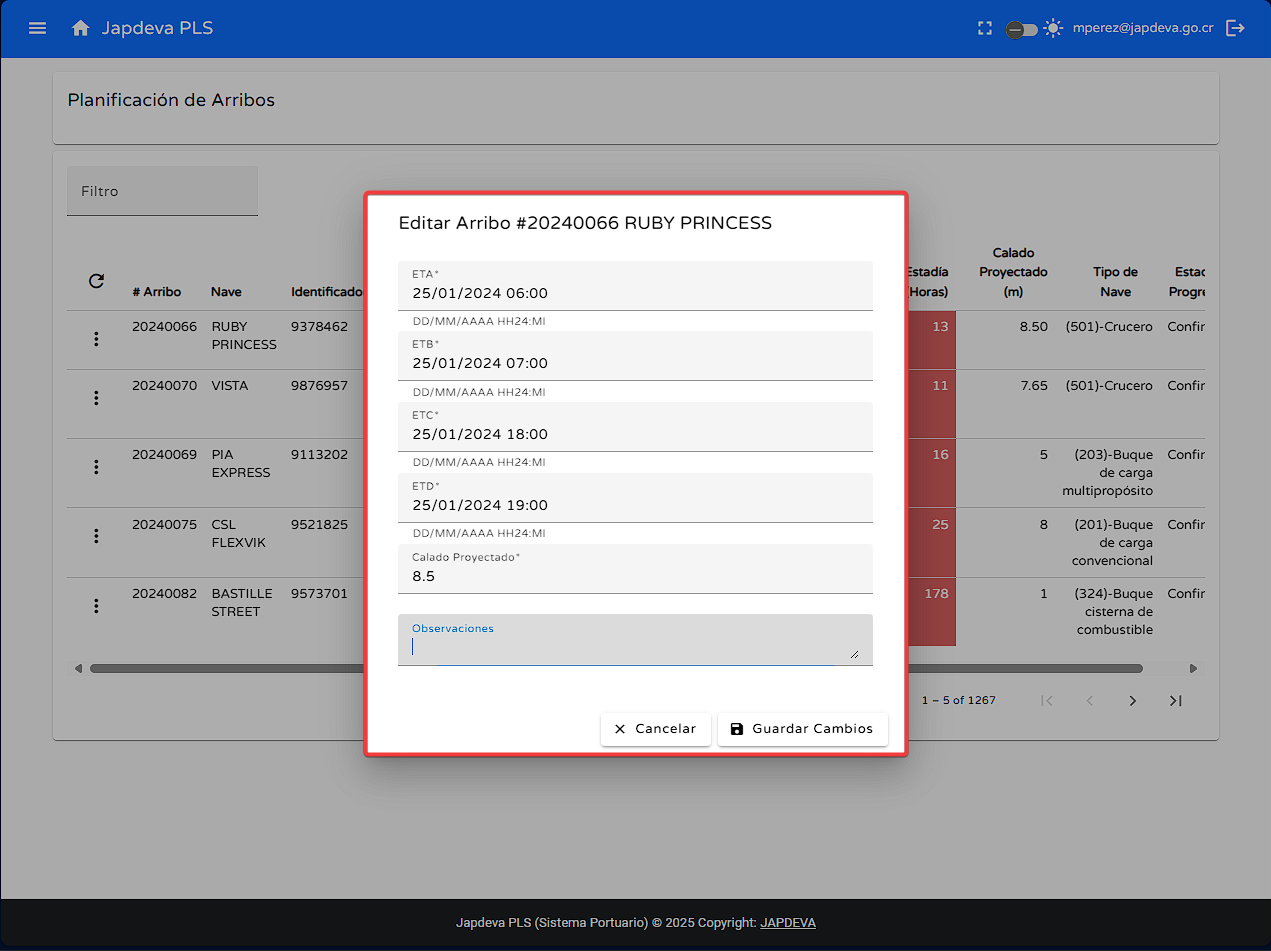 Japdeva PLS
mperez@japdeva.go.cr
Planificación de Arribos
Filtro
# Arribo Nave Identificado
Estadía (Horas) Calado Proyectado (m) Tipo de Nave Estad Progre
20240066 RUBY PRINCESS 9378462 13 8.50 (501)-Crucero Confir
20240070 VISTA 9876957 11 7.65 (501)-Crucero Confir
20240069 PIA EXPRESS 9113202 16 5 (203)-Buque de carga multipropósito Confir
20240075 CSL FLEXVIK 9521825 25 8 (201)-Buque de carga convencional Confir
20240082 BASTILLE STREET 9573701 178 1 (324)-Buque cisterna de combustible Confir
1 – 5 of 1267
Editar Arribo #20240066 RUBY PRINCESS
ETA*
25/01/2024 06:00
DD/MM/AAAA HH24:MI
ETB*
25/01/2024 07:00
DD/MM/AAAA HH24:MI
ETC*
25/01/2024 18:00
DD/MM/AAAA HH24:MI
ETD*
25/01/2024 19:00
DD/MM/AAAA HH24:MI
Calado Proyectado*
8.5
Observaciones
Cancelar Guardar Cambios
Japdeva PLS (Sistema Portuario) © 2025 Copyright: JAPDEVA